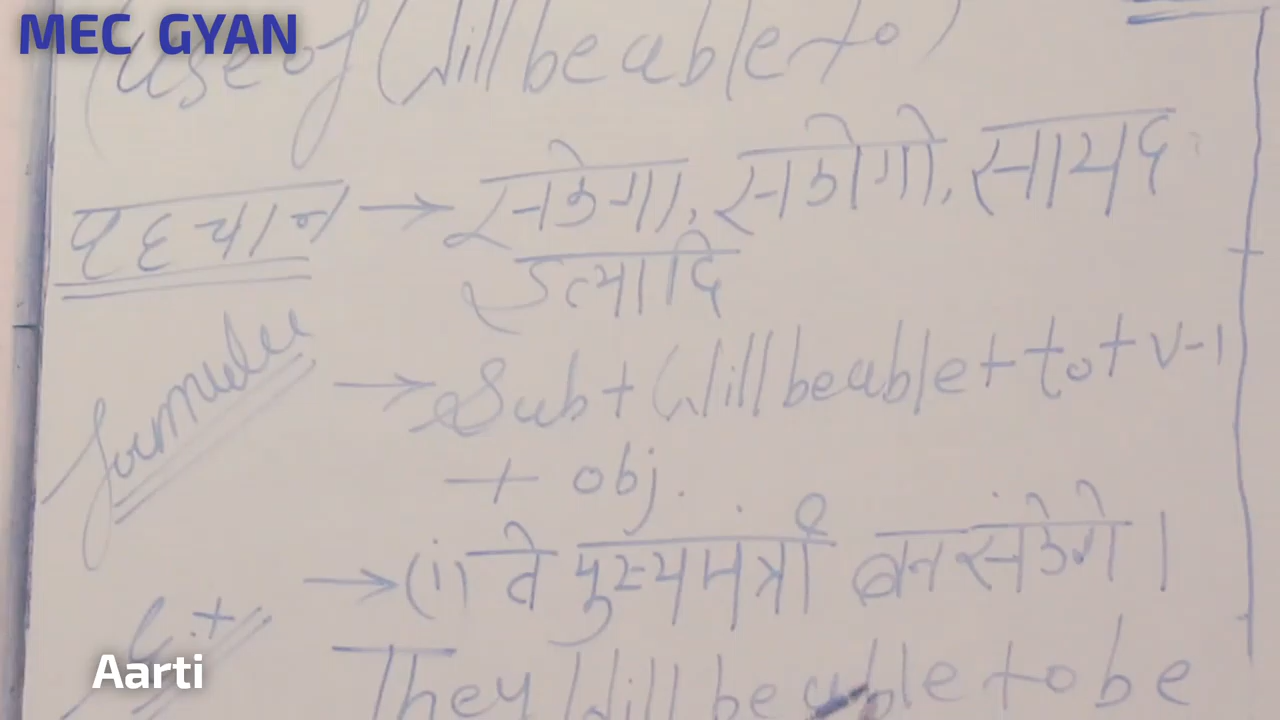 MEC GYAN
(Use of Will be able to)
पहचान → सकेगा, सकोगो, सायद
इत्यादि
formula → Sub + Will be able + to + V-1
+ obj.
Ex → (i) वे मुख्यमंत्री बन सकेगे।
They Will be able to be
Aarti